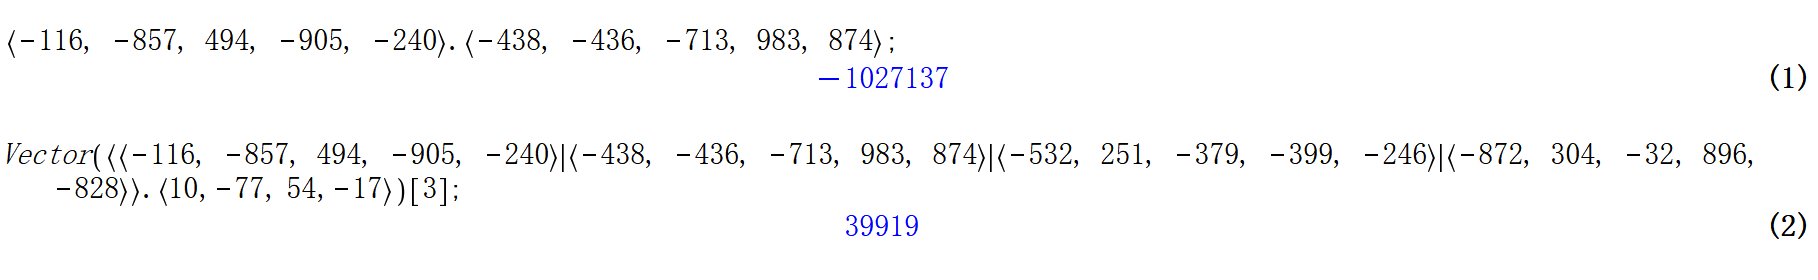 ⟨-116, -857, 494, -905, -240⟩.⟨-438, -436, -713, 983, 874⟩;
-1027137 (1)
Vector(⟨⟨-116, -857, 494, -905, -240⟩|⟨-438, -436, -713, 983, 874⟩|⟨-532, 251, -379, -399, -246⟩|⟨-872, 304, -32, 896,
-828⟩⟩.⟨10,-77, 54,-17⟩)[3];
39919 (2)